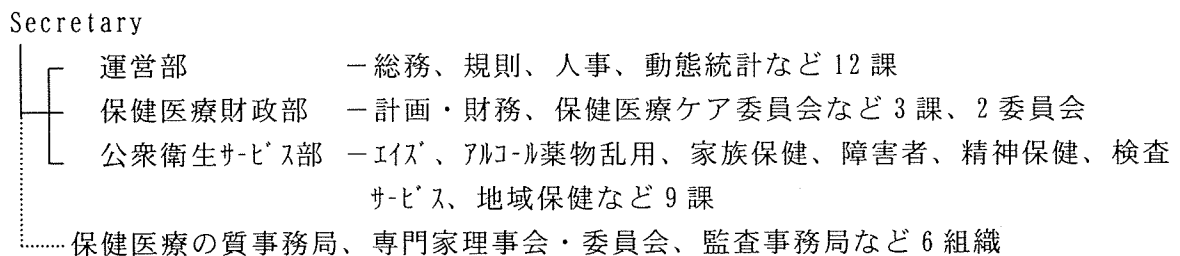 Secretary
運営部 －総務、規則、人事、動態統計など12課
保健医療財政部 －計画・財務、保健医療ケア委員会など3課、2委員会
公衆衛生ｻｰﾋﾞｽ部 －ｴｲｽﾞ、ｱﾙｺｰﾙ薬物乱用、家族保健、障害者、精神保健、検査
ｻｰﾋﾞｽ、地域保健など9課
保健医療の質事務局、専門家理事会・委員会、監査事務局など6組織